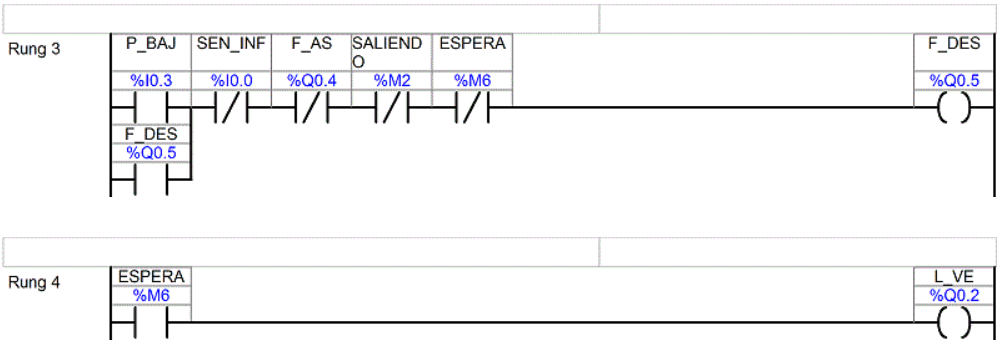 Rung 3
P_BAJ SEN_INF F_AS SALIEND ESPERA F_DES
O
%I0.3 %I0.0 %Q0.4 %M2 %M6 %Q0.5
F_DES
%Q0.5
Rung 4
ESPERA L_VE
%M6 %Q0.2